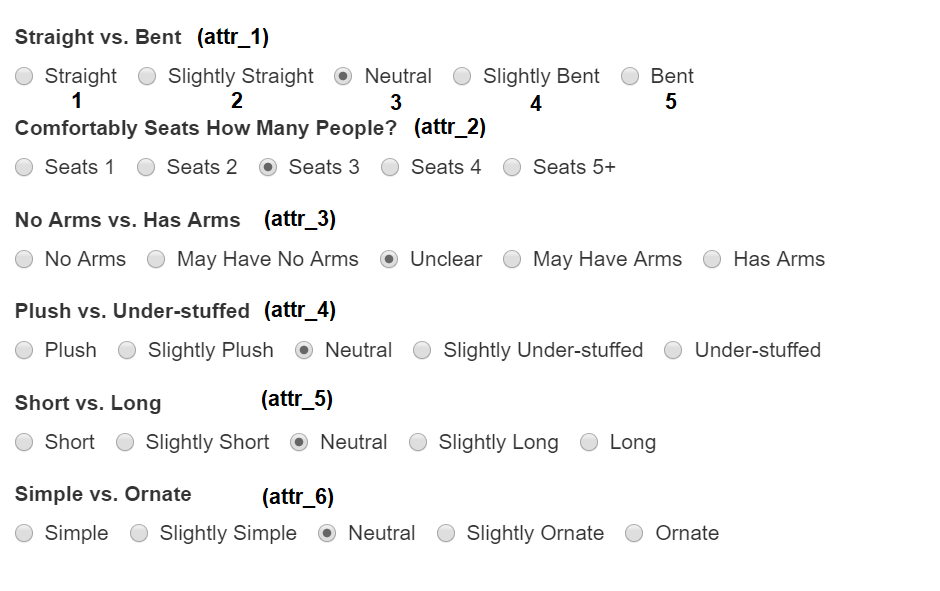 Straight vs. Bent (attr_1)
Straight Slightly Straight Neutral Slightly Bent Bent
1 2 3 4 5
Comfortably Seats How Many People? (attr_2)
Seats 1 Seats 2 Seats 3 Seats 4 Seats 5+
No Arms vs. Has Arms (attr_3)
No Arms May Have No Arms Unclear May Have Arms Has Arms
Plush vs. Under-stuffed (attr_4)
Plush Slightly Plush Neutral Slightly Under-stuffed Under-stuffed
Short vs. Long (attr_5)
Short Slightly Short Neutral Slightly Long Long
Simple vs. Ornate (attr_6)
Simple Slightly Simple Neutral Slightly Ornate Ornate